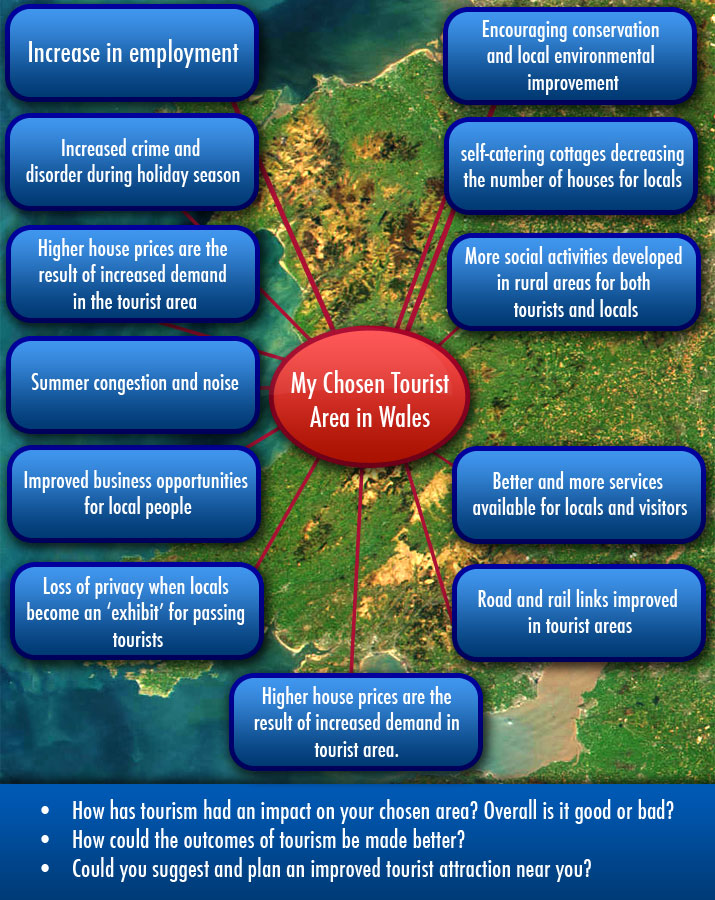 Increase in employment
Encouraging conservation
and local environmental
improvement
Increased crime and
disorder during holiday season
self-catering cottages decreasing
the number of houses for locals
Higher house prices are the
result of increased demand
in the tourist area
More social activities developed
in rural areas for both
tourists and locals
Summer congestion and noise
My Chosen Tourist
Area in Wales
Improved business opportunities
for local people
Better and more services
available for locals and visitors
Loss of privacy when locals
become an ‘exhibit’ for passing
tourists
Road and rail links improved
in tourist areas
Higher house prices are the
result of increased demand in
tourist area.
• How has tourism had an impact on your chosen area? Overall is it good or bad?
• How could the outcomes of tourism be made better?
• Could you suggest and plan an improved tourist attraction near you?